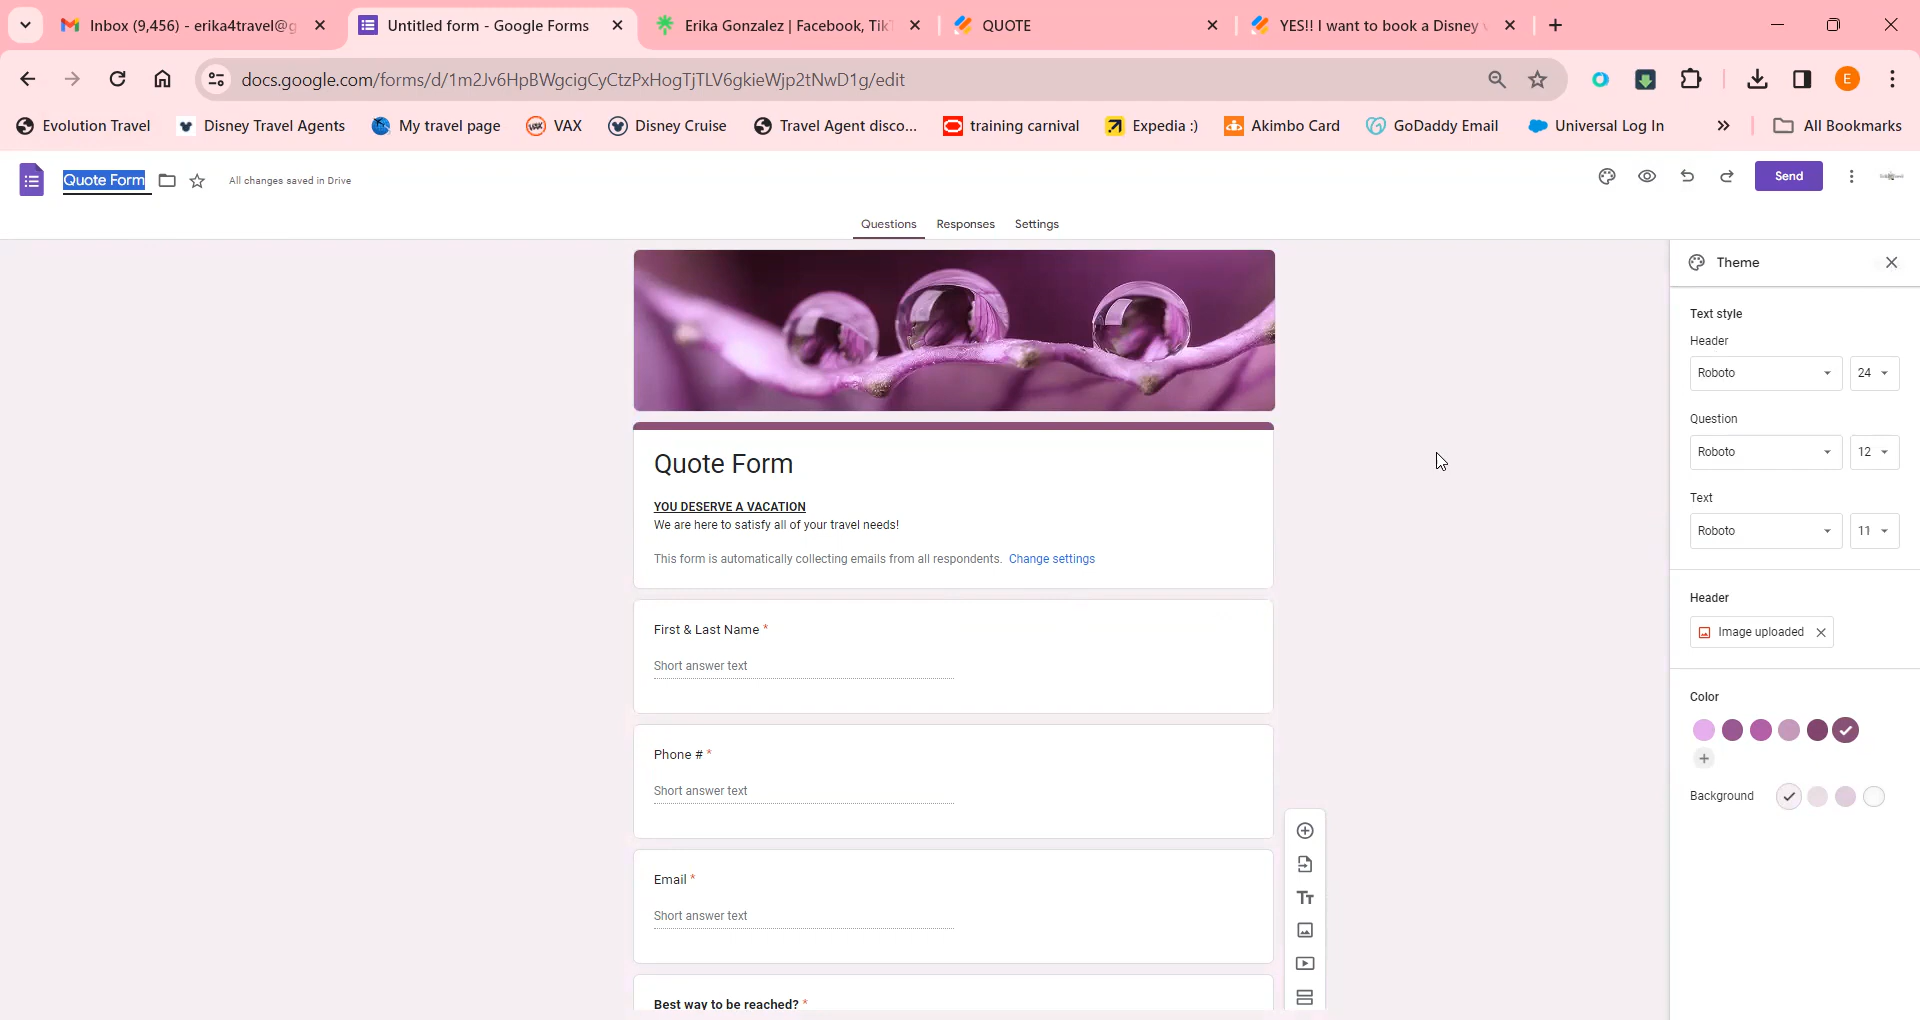 Inbox (9,456) - erika4travel@g
Untitled form - Google Forms
Erika Gonzalez | Facebook, Tik
QUOTE
YES!! I want to book a Disney
docs.google.com/forms/d/1m2Jv6HpBWgcigCyCtzPxHogTjTLV6gkieWjp2tNwD1g/edit
E
Evolution Travel
Disney Travel Agents
My travel page
VAX
Disney Cruise
Travel Agent disco...
training carnival
Expedia :)
Akimbo Card
GoDaddy Email
Universal Log In
All Bookmarks
Quote Form
All changes saved in Drive
Send
Questions
Responses
Settings
Theme
Text style
Header
Roboto
24
Question
Roboto
12
Text
Roboto
11
Header
Image uploaded
Color
Background
Quote Form
YOU DESERVE A VACATION
We are here to satisfy all of your travel needs!
This form is automatically collecting emails from all respondents. Change settings
First & Last Name *
Short answer text
Phone # *
Short answer text
Email *
Short answer text
Best way to be reached? *